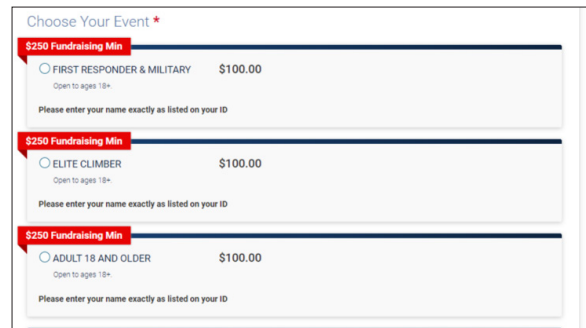 Choose Your Event *
$250 Fundraising Min
FIRST RESPONDER & MILITARY $100.00
Open to ages 18+.
Please enter your name exactly as listed on your ID
$250 Fundraising Min
ELITE CLIMBER $100.00
Open to ages 18+.
Please enter your name exactly as listed on your ID
$250 Fundraising Min
ADULT 18 AND OLDER $100.00
Open to ages 18+.
Please enter your name exactly as listed on your ID